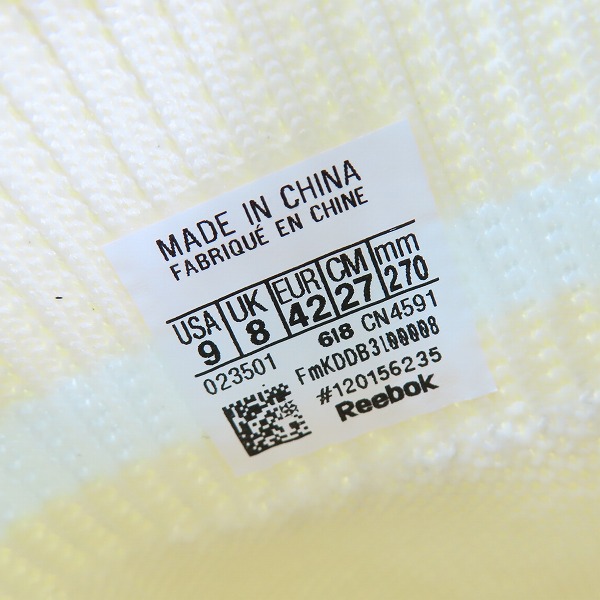 MADE IN CHINA
FABRIQUÉ EN CHINE
USA UK EUR CM mm
9 8 42 27 270
023501 618 CN4591
FmKDDB3L00008
#120156235
Reebok